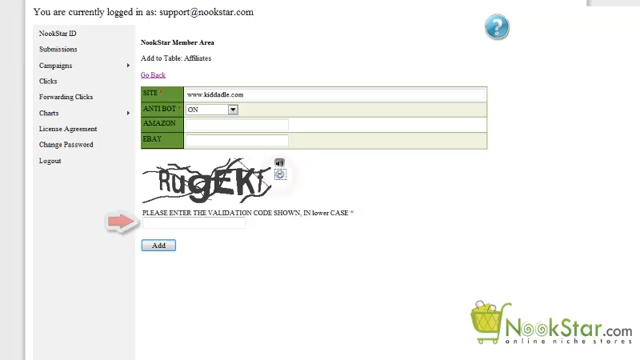 You are currently logged in as: support@nookstar.com
NookStar ID
Submissions
Campaigns
Clicks
Forwarding Clicks
Charts
License Agreement
Change Password
Logout
NookStar Member Area
Add to Table: Affiliates
Go Back
SITE * www.kiddadle.com
ANTI BOT * ON
AMAZON
EBAY
PLEASE ENTER THE VALIDATION CODE SHOWN, IN lower CASE *
Add
NookStar.com
online niche stores